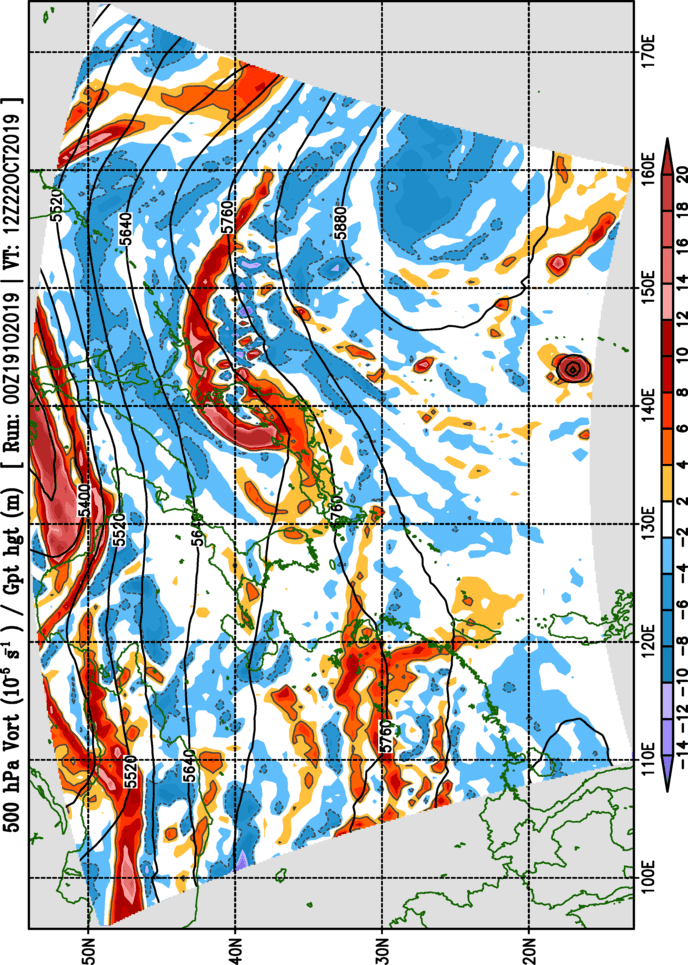 500 hPa Vort (10⁻⁵ s⁻¹ ) / Gpt hgt (m) [ Run: 00Z19102019 | VT: 12Z22OCT2019 ]
5520
5400
50N
5520
5640
5520
5640
5640
5760
40N
5760
5880
30N
5760
20N
100E 110E 120E 130E 140E 150E 160E 170E
-14 -12 -10 -8 -6 -4 -2 2 4 6 8 10 12 14 16 18 20